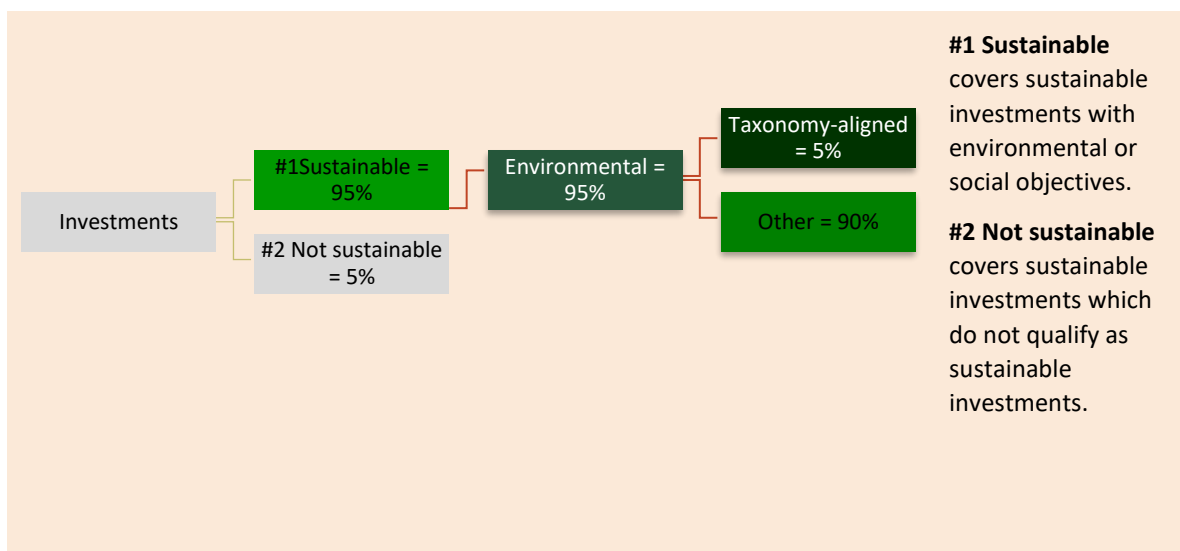 Investments
#1Sustainable =
95%
#2 Not sustainable
= 5%
Environmental =
95%
Taxonomy-aligned
= 5%
Other = 90%
#1 Sustainable
covers sustainable
investments with
environmental or
social objectives.
#2 Not sustainable
covers sustainable
investments which
do not qualify as
sustainable
investments.